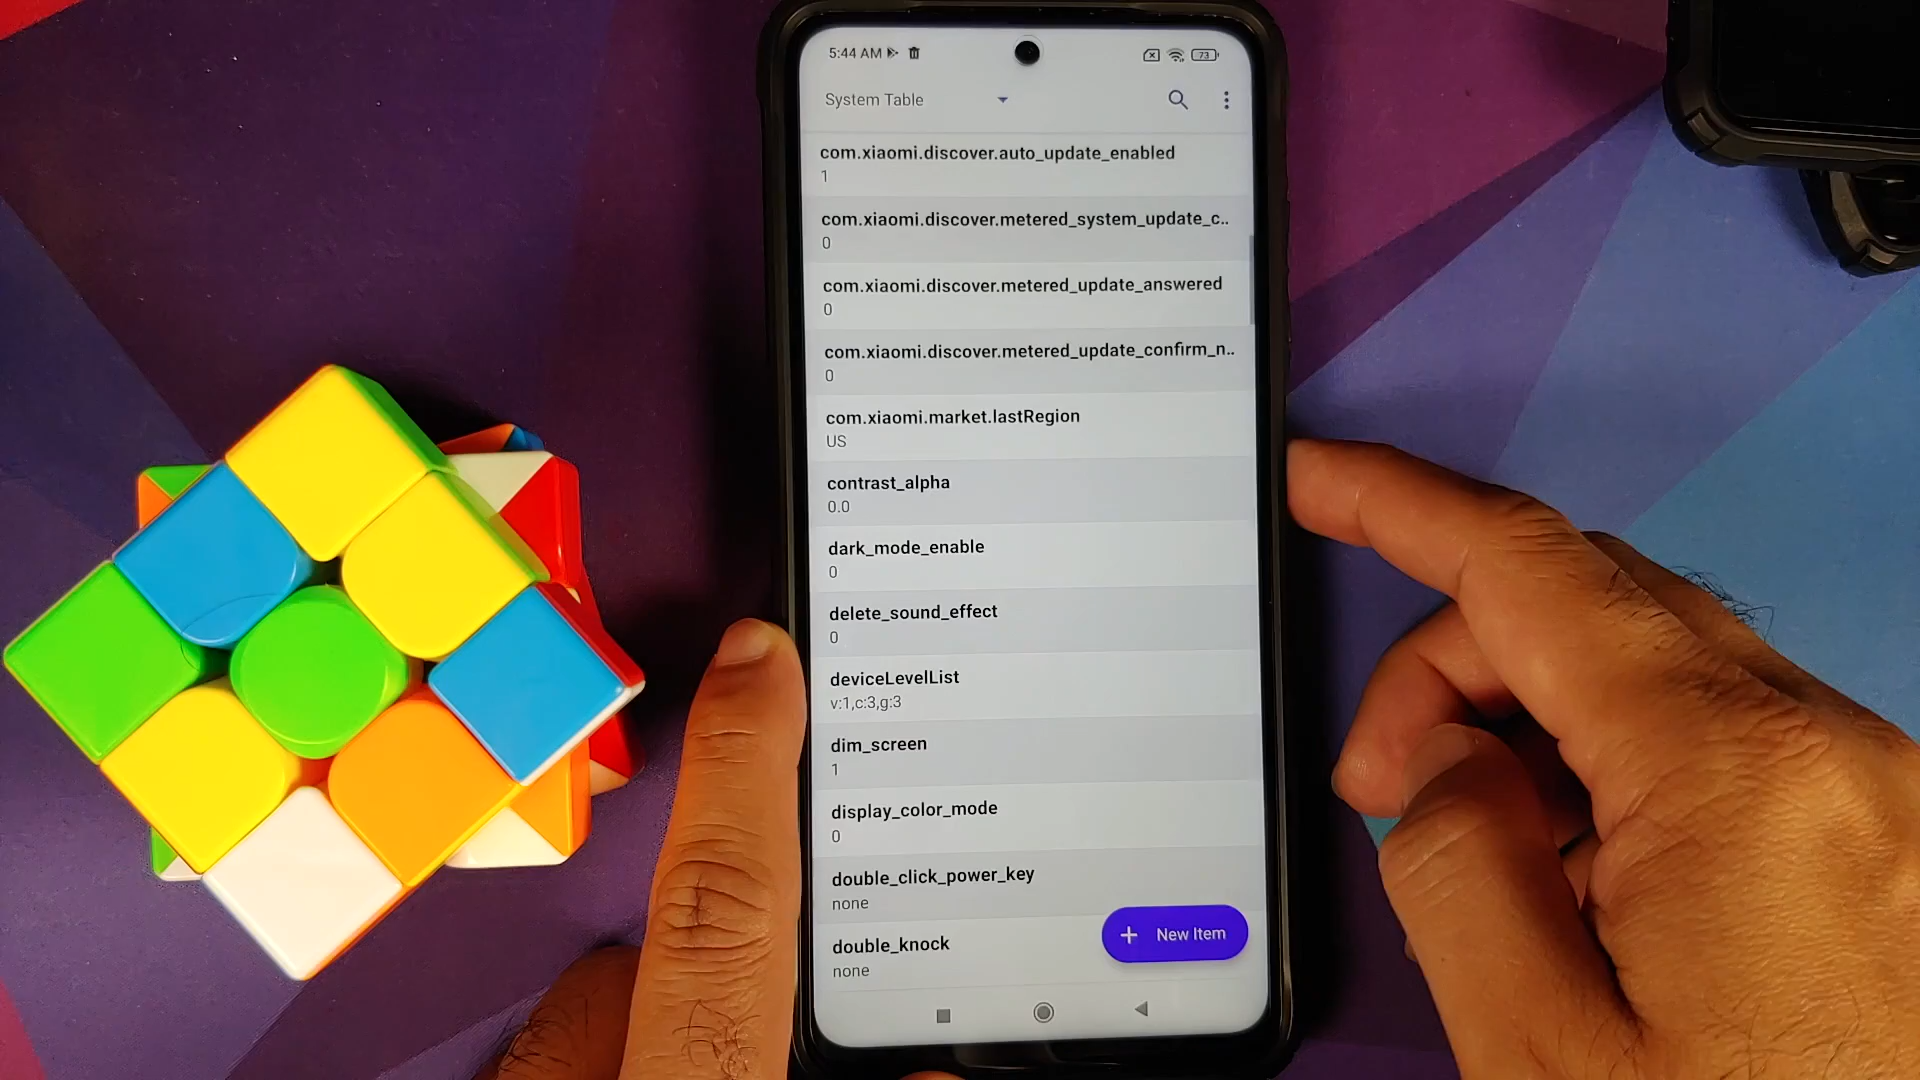 5:44 AM
73
System Table
com.xiaomi.discover.auto_update_enabled
1
com.xiaomi.discover.metered_system_update_c..
0
com.xiaomi.discover.metered_update_answered
0
com.xiaomi.discover.metered_update_confirm_n..
0
com.xiaomi.market.lastRegion
US
contrast_alpha
0.0
dark_mode_enable
0
delete_sound_effect
0
deviceLevelList
v:1,c:3,g:3
dim_screen
1
display_color_mode
0
double_click_power_key
none
double_knock
none
+ New Item